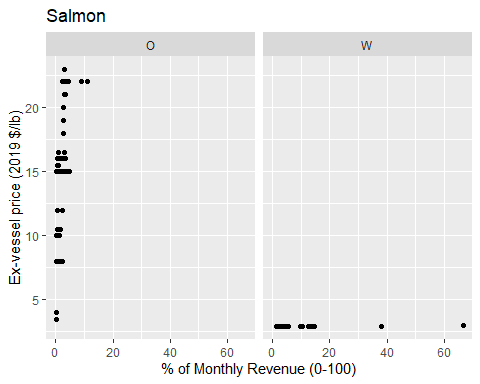 Salmon
O
W
Ex-vessel price (2019 $/lb)
20
15
10
5
0 20 40 60 0 20 40 60
% of Monthly Revenue (0-100)